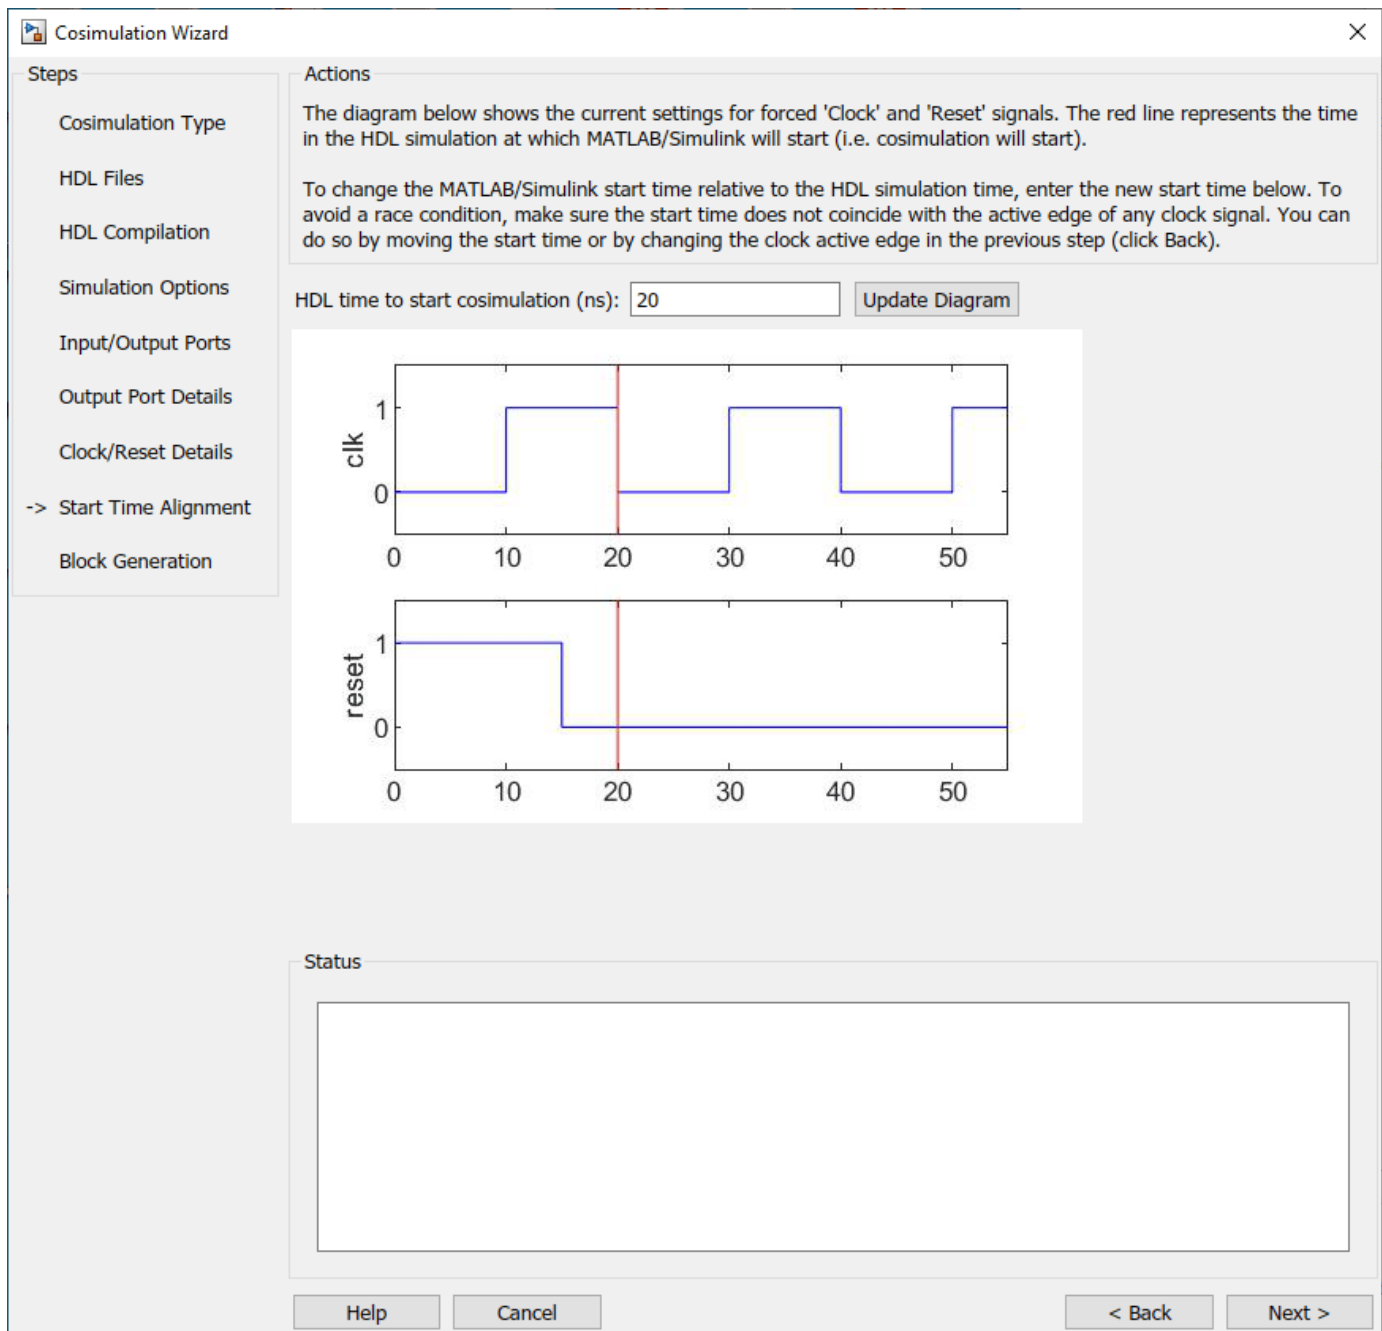 Cosimulation Wizard
Steps
Cosimulation Type
HDL Files
HDL Compilation
Simulation Options
Input/Output Ports
Output Port Details
Clock/Reset Details
-> Start Time Alignment
Block Generation
Actions
The diagram below shows the current settings for forced 'Clock' and 'Reset' signals. The red line represents the time
in the HDL simulation at which MATLAB/Simulink will start (i.e. cosimulation will start).
To change the MATLAB/Simulink start time relative to the HDL simulation time, enter the new start time below. To
avoid a race condition, make sure the start time does not coincide with the active edge of any clock signal. You can
do so by moving the start time or by changing the clock active edge in the previous step (click Back).
HDL time to start cosimulation (ns): 20 Update Diagram
1
clk
0
0 10 20 30 40 50
1
reset
0
0 10 20 30 40 50
Status
Help Cancel < Back Next >